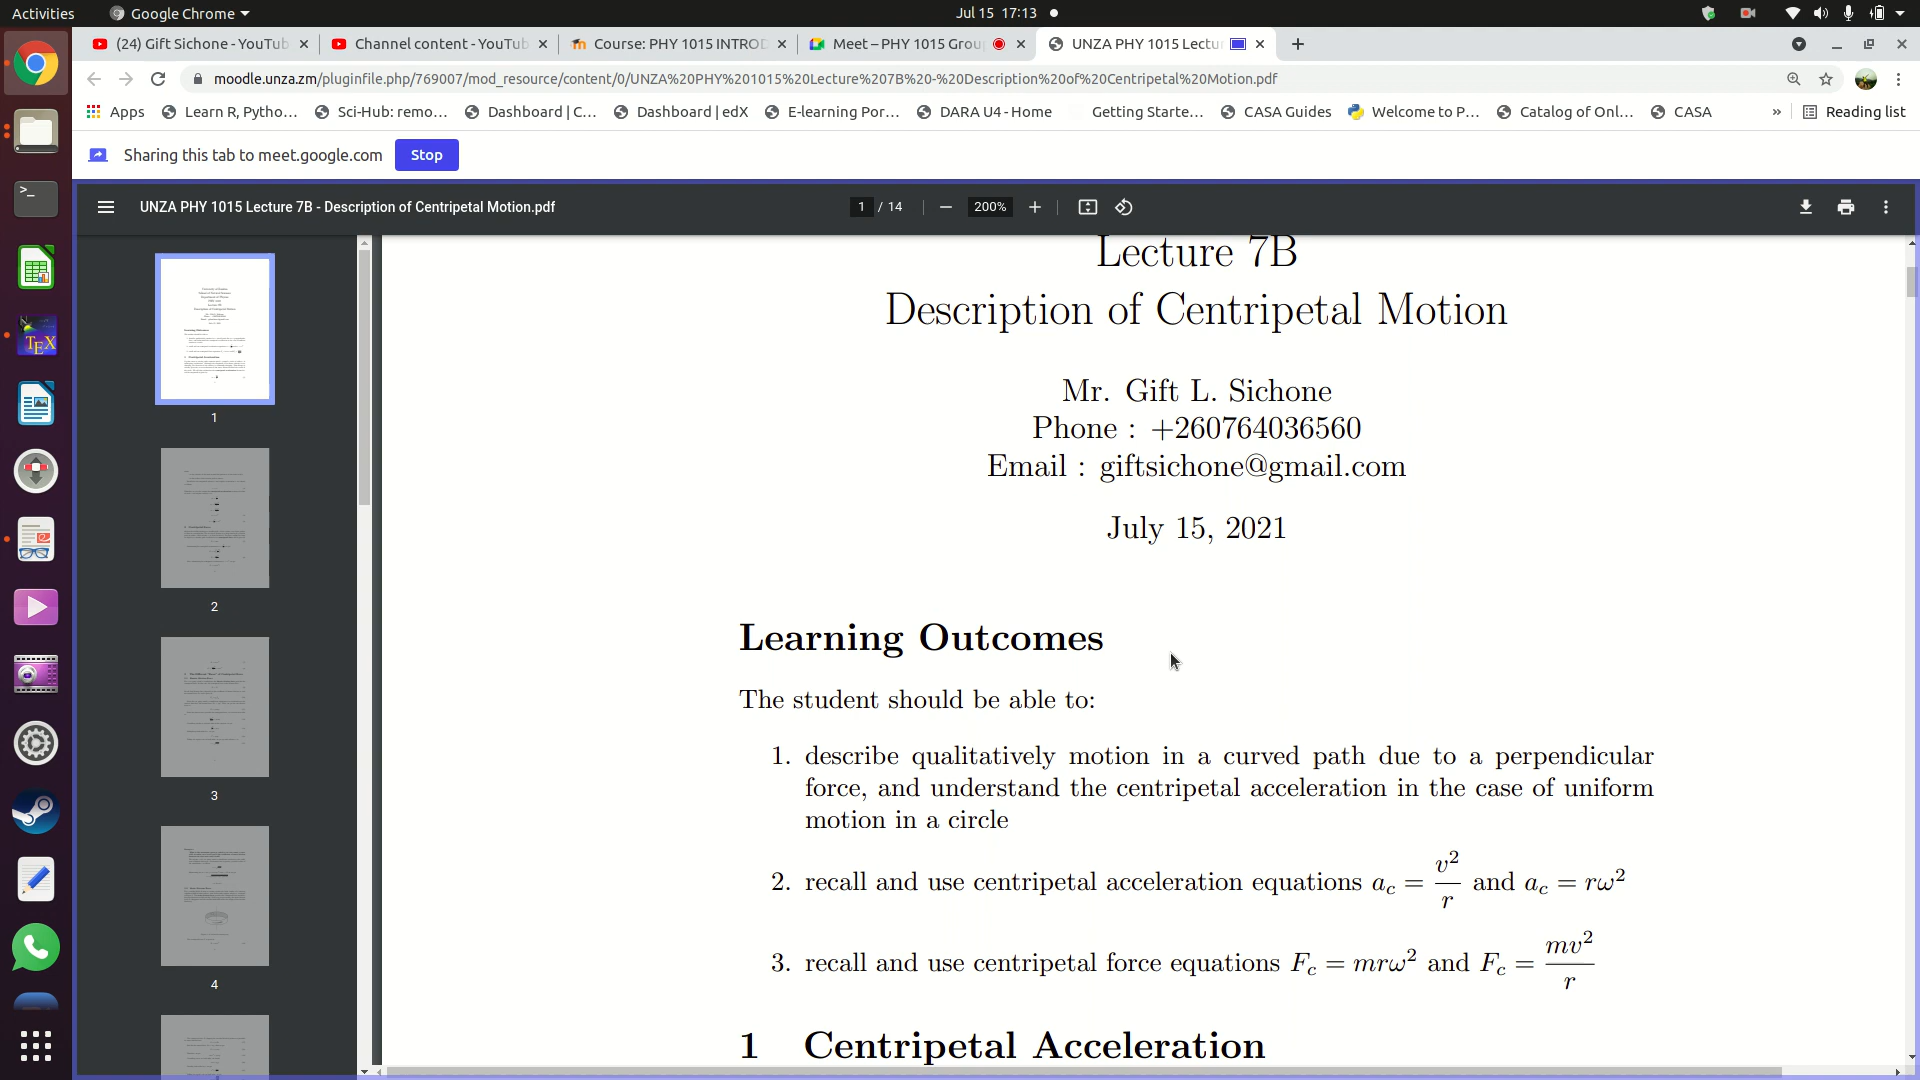 Activities
Google Chrome
Jul 15 17:13
(24) Gift Sichone - YouTub
Channel content - YouTub
Course: PHY 1015 INTROD
Meet – PHY 1015 Grou
UNZA PHY 1015 Lectur
moodle.unza.zm/pluginfile.php/769007/mod_resource/content/0/UNZA%20PHY%201015%20Lecture%207B%20-%20Description%20of%20Centripetal%20Motion.pdf
Apps
Learn R, Pytho...
Sci-Hub: remo...
Dashboard | C...
Dashboard | edX
E-learning Por...
DARA U4 - Home
Getting Starte...
CASA Guides
Welcome to P...
Catalog of Onl...
CASA
»
Reading list
Sharing this tab to meet.google.com
Stop
UNZA PHY 1015 Lecture 7B - Description of Centripetal Motion.pdf
1 / 14
200%
1
2
3
4
Lecture 7B
Description of Centripetal Motion
Mr. Gift L. Sichone
Phone : +260764036560
Email : giftsichone@gmail.com
July 15, 2021
Learning Outcomes
The student should be able to:
1. describe qualitatively motion in a curved path due to a perpendicular
force, and understand the centripetal acceleration in the case of uniform
motion in a circle
2. recall and use centripetal acceleration equations a_c = v²/r and a_c = rω²
3. recall and use centripetal force equations F_c = mrω² and F_c = mv²/r
1 Centripetal Acceleration